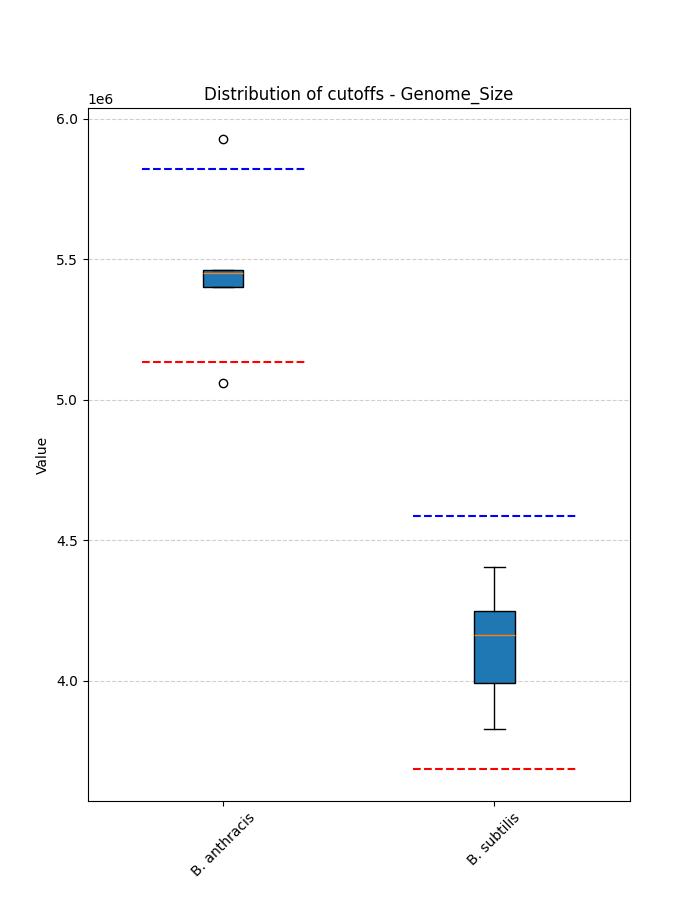 Distribution of cutoffs - Genome_Size
1e6
6.0
5.5
5.0
4.5
4.0
Value
B. anthracis
B. subtilis